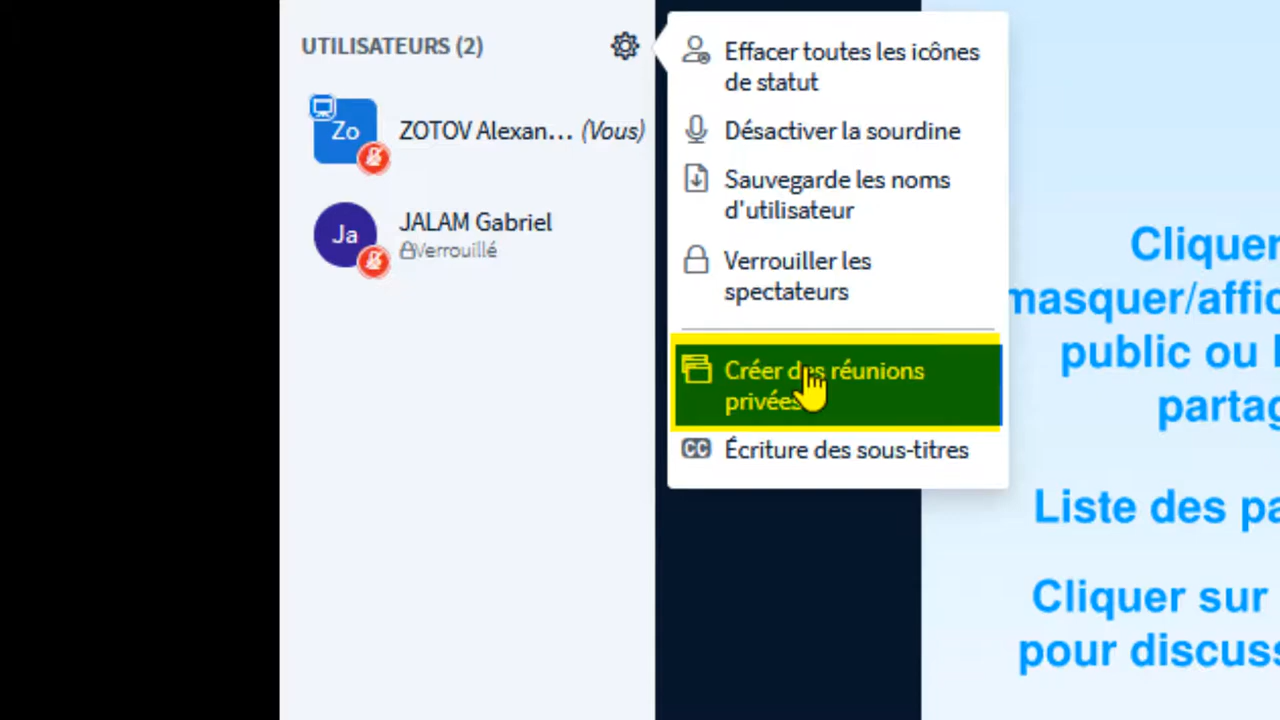 UTILISATEURS (2)
Zo
ZOTOV Alexan... (Vous)
Ja
JALAM Gabriel
Verrouillé
Effacer toutes les icônes
de statut
Désactiver la sourdine
Sauvegarde les noms
d'utilisateur
Verrouiller les
spectateurs
Créer des réunions
privées
CC Écriture des sous-titres
Cliquer
masquer/affic
public ou
partag
Liste des pa
Cliquer sur
pour discuss